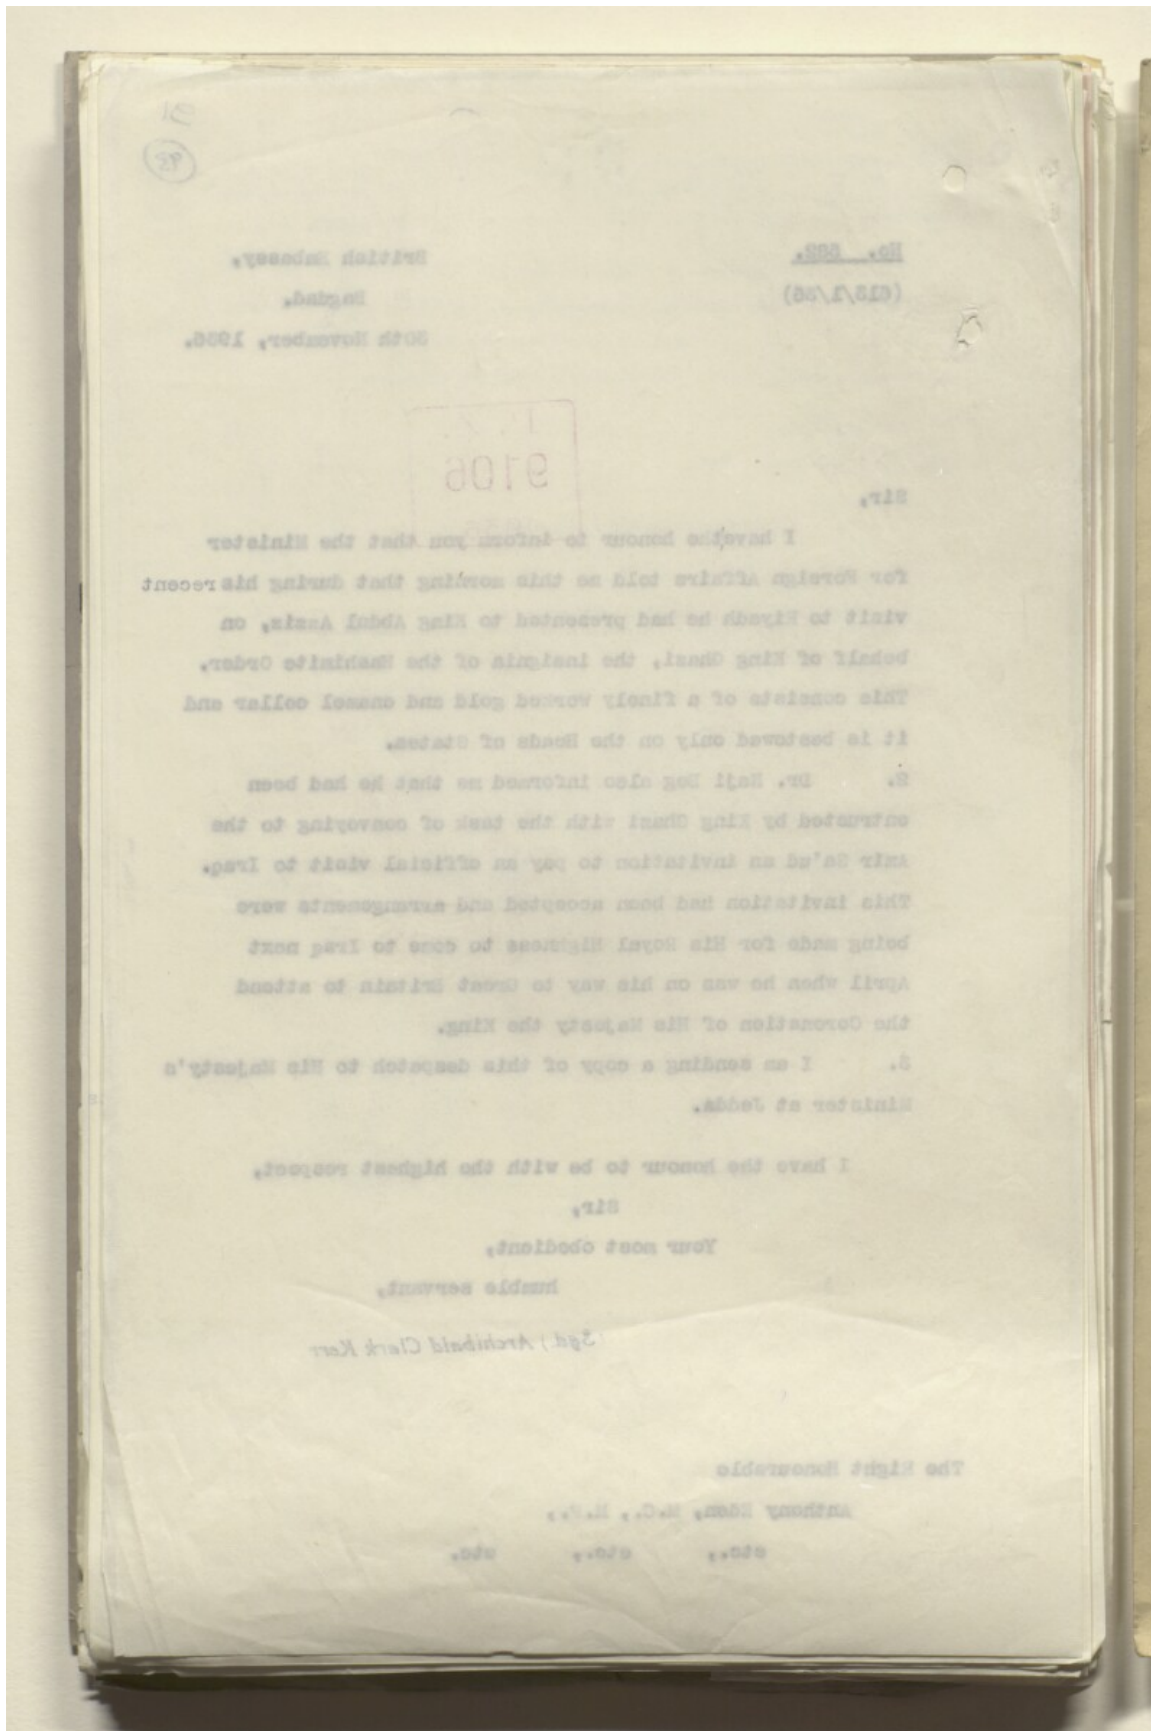 No. 582.
(613/1/36)
British Embassy,
Bagdad.
30th November, 1936.
9106
Sir,
I have the honour to inform you that the Minister
for Foreign Affairs told me this morning that during his recent
visit to Riyadh he had presented to King Abdul Aziz, on
behalf of King Ghazi, the insignia of the Hashimite Order.
This consists of a finely worked gold and enamel collar and
it is bestowed only on the Heads of States.
2. Dr. Naji Beg also informed me that he had been
entrusted by King Ghazi with the task of conveying to the
Amir Sa'ud an invitation to pay an official visit to Iraq.
This invitation had been accepted and arrangements were
being made for His Royal Highness to come to Iraq next
April when he was on his way to Great Britain to attend
the Coronation of His Majesty the King.
3. I am sending a copy of this despatch to His Majesty's
Minister at Jedda.
I have the honour to be with the highest respect,
Sir,
Your most obedient,
humble servant,
(Sgd.) Archibald Clark Kerr
The Right Honourable
Anthony Eden, M.C., M.P.,
etc., etc., etc.